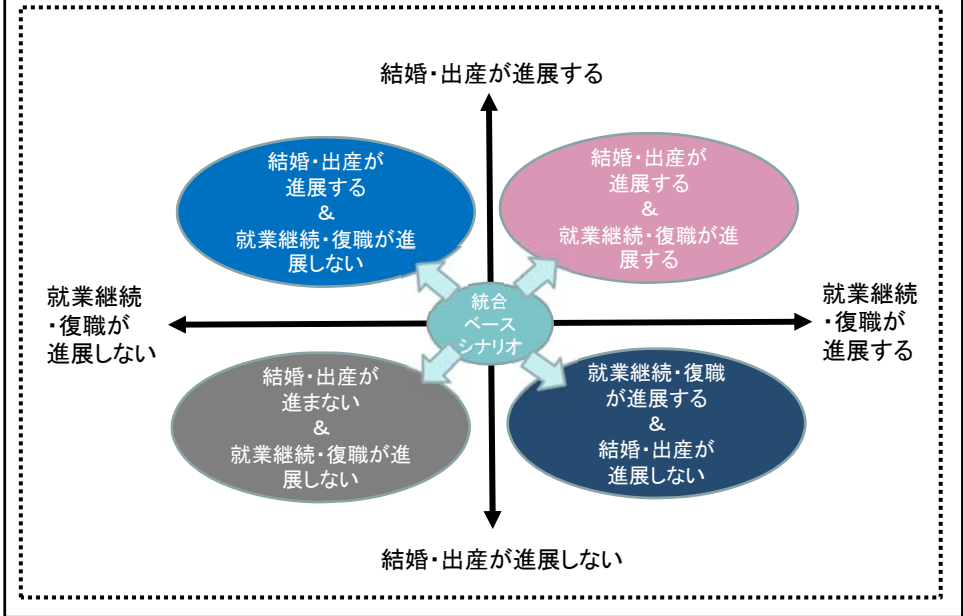 結婚・出産が進展する
結婚・出産が
進展する
&
就業継続・復職が進
展しない
結婚・出産が
進展する
&
就業継続・復職が進
展する
就業継続
・復職が
進展しない
統合
ベース
シナリオ
就業継続
・復職が
進展する
結婚・出産が
進まない
&
就業継続・復職が進
展しない
就業継続・復職
が進展する
&
結婚・出産が
進展しない
結婚・出産が進展しない